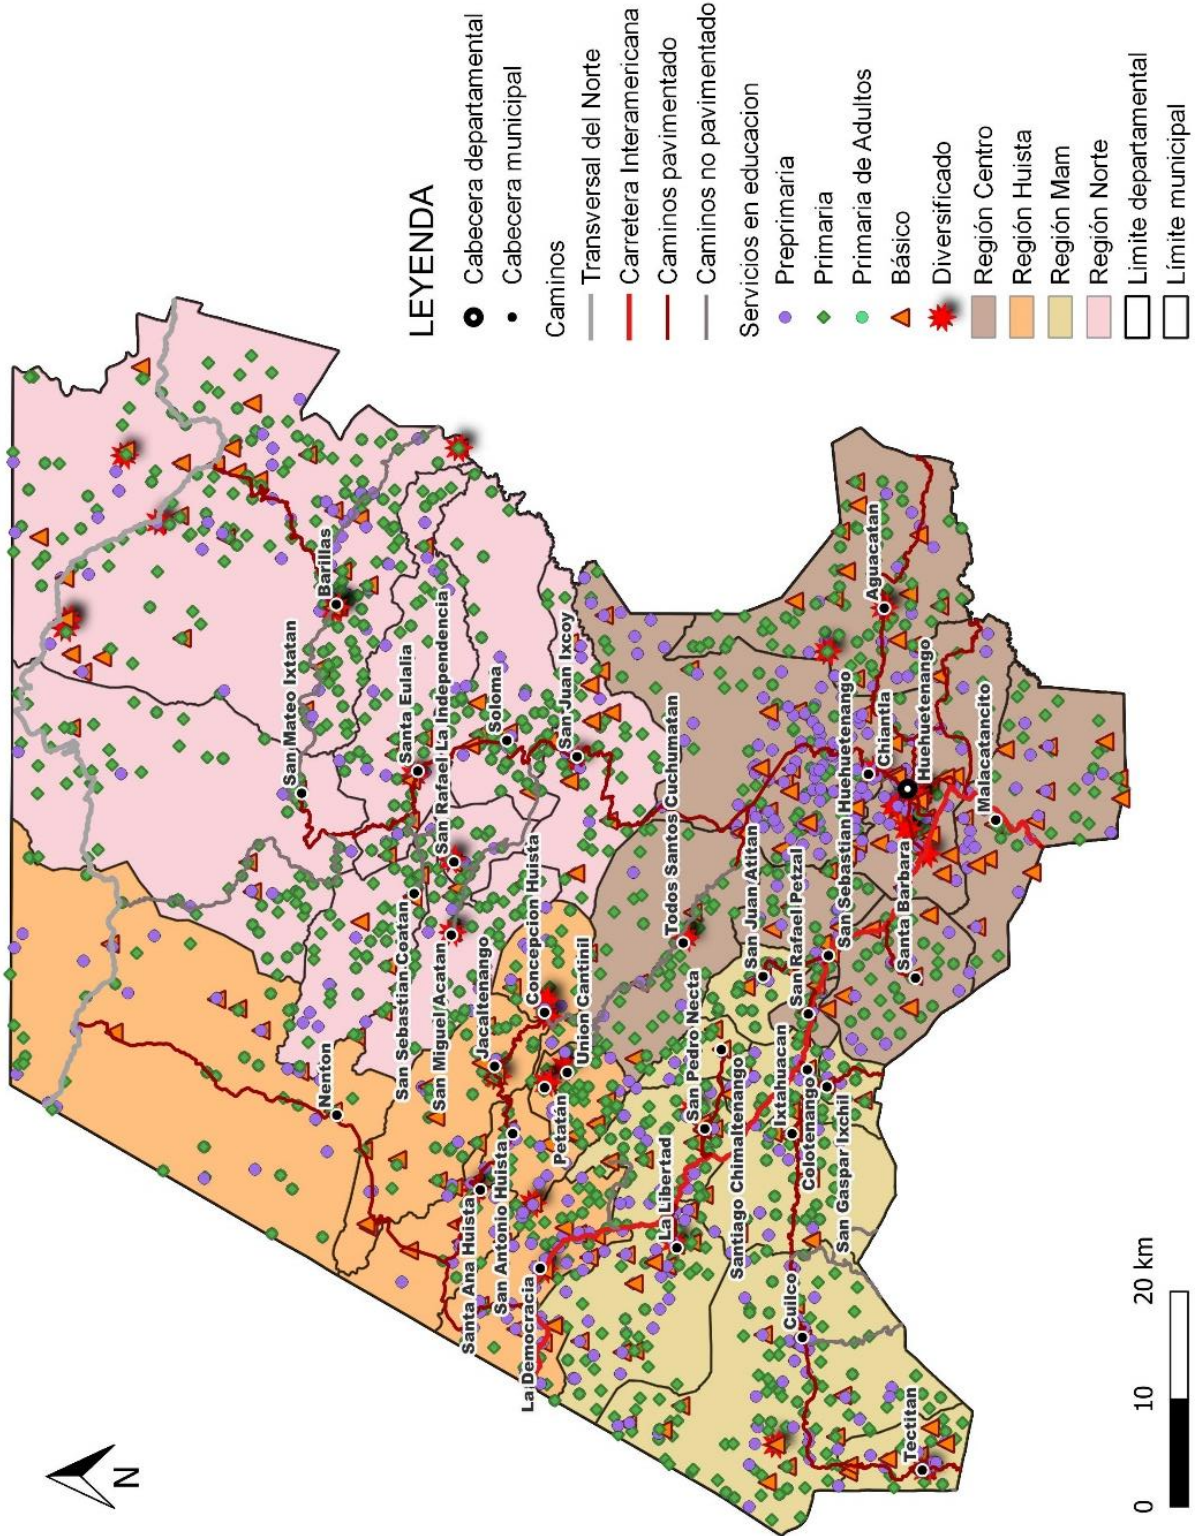 LEYENDA
Cabecera departamental
Cabecera municipal
Caminos
Transversal del Norte
Carretera Interamericana
Caminos pavimentado
Caminos no pavimentado
Servicios en educacion
Preprimaria
Primaria
Primaria de Adultos
Básico
Diversificado
Región Centro
Región Huista
Región Mam
Región Norte
Limite departamental
Límite municipal
Barillas
San Mateo Ixtatan
Santa Eulalia
San Rafael La Independencia
Soloma
San Juan Ixcoy
San Sebastian Coatan
San Miguel Acatan
Nenton
Jacaltenango
Concepcion Huista
Union Cantinil
Petatan
Santa Ana Huista
San Antonio Huista
La Democracia
Todos Santos Cuchumatan
San Pedro Necta
La Libertad
Santiago Chimaltenango
San Juan Atitan
San Rafael Petzal
Ixtahuacan
Colotenango
San Gaspar Ixchil
San Sebastian Huehuetenango
Cuilco
Tectitan
Santa Barbara
Aguacatan
Chiantla
Huehuetenango
Malacatancito
N
0 10 20 km